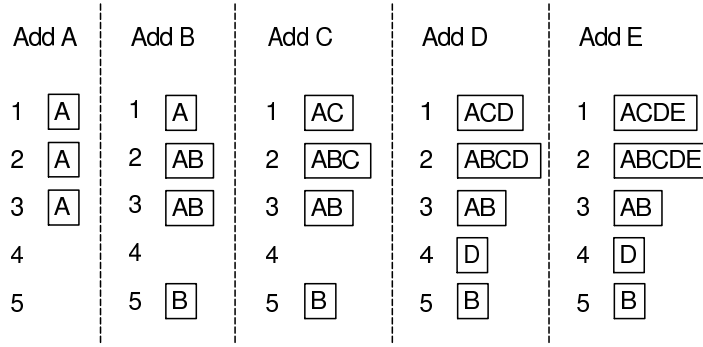 Add A Add B Add C Add D Add E
1 A 1 A 1 AC 1 ACD 1 ACDE
2 A 2 AB 2 ABC 2 ABCD 2 ABCDE
3 A 3 AB 3 AB 3 AB 3 AB
4 4 4 4 D 4 D
5 5 B 5 B 5 B 5 B